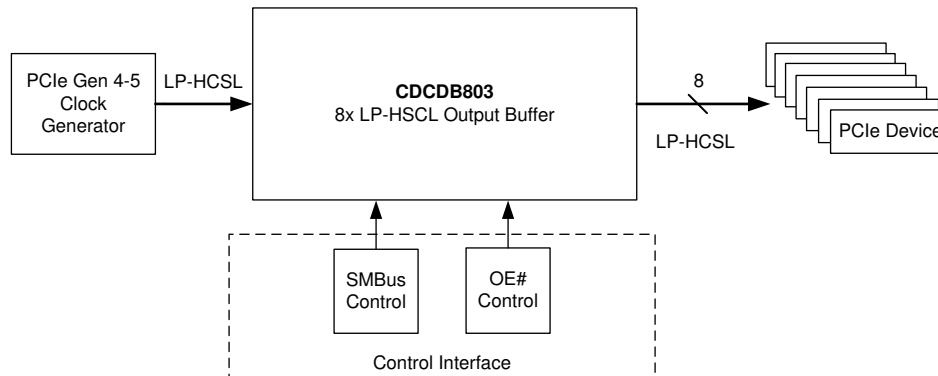 PCIe Gen 4-5
Clock
Generator
LP-HCSL
CDCDB803
8x LP-HSCL Output Buffer
8
LP-HCSL
PCIe Device
SMBus
Control
OE#
Control
Control Interface